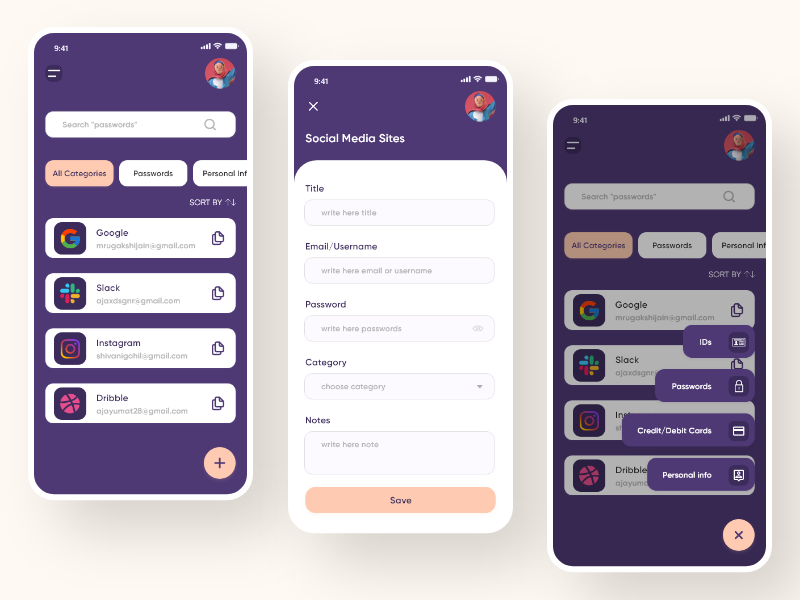 9:41
Search "passwords"
All Categories
Passwords
Personal Inf
SORT BY
Google
mrugakshijain@gmail.com
Slack
ajaxdsgnr@gmail.com
Instagram
shivanigohil@gmail.com
Dribble
ajayumat28@gmail.com
9:41
Social Media Sites
Title
write here title
Email/Username
write here email or username
Password
write here passwords
Category
choose category
Notes
write here note
Save
9:41
Search "passwords"
All Categories
Passwords
Personal Inf
SORT BY
Google
mrugakshijain@gmail.com
IDs
Slack
ajaxdsgnr
Passwords
Credit/Debit Cards
Dribble
ajayuma
Personal info